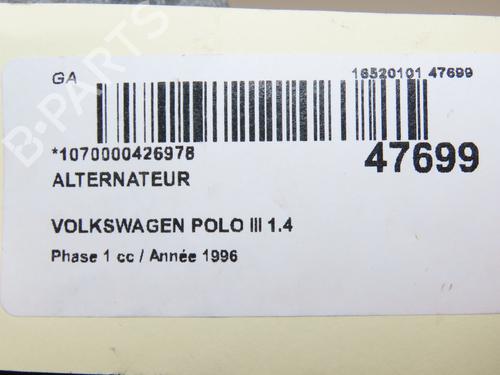 GA
16520101 47699
*1070000426978
47699
ALTERNATEUR
VOLKSWAGEN POLO III 1.4
Phase 1 cc / Année 1996
B-PARTS